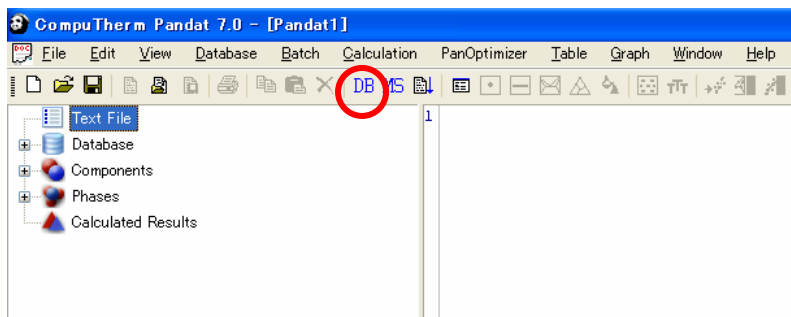 CompuTherm Pandat 7.0 - [Pandat1]
DOC File Edit View Database Batch Calculation PanOptimizer Table Graph Window Help
DB MS
Text File
1
Database
Components
Phases
Calculated Results